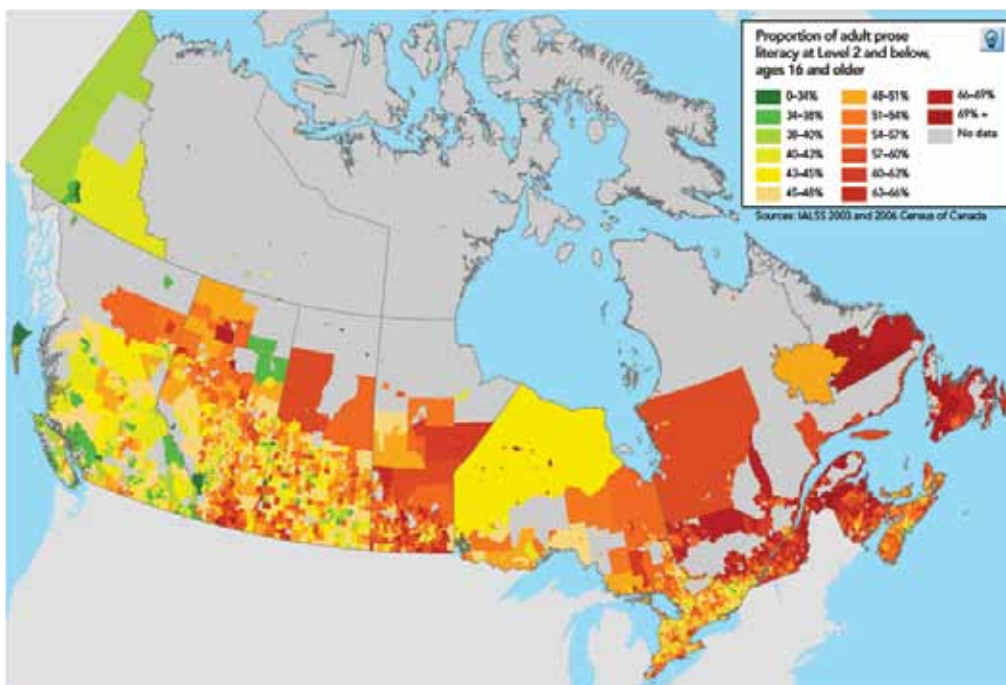 Proportion of adult prose
literacy at Level 2 and below,
ages 16 and older
0–34%
34–38%
38–40%
40–43%
43–45%
45–48%
48–51%
51–54%
54–57%
57–60%
60–63%
63–66%
66–69%
69% +
No data
Sources: IALSS 2003 and 2006 Census of Canada